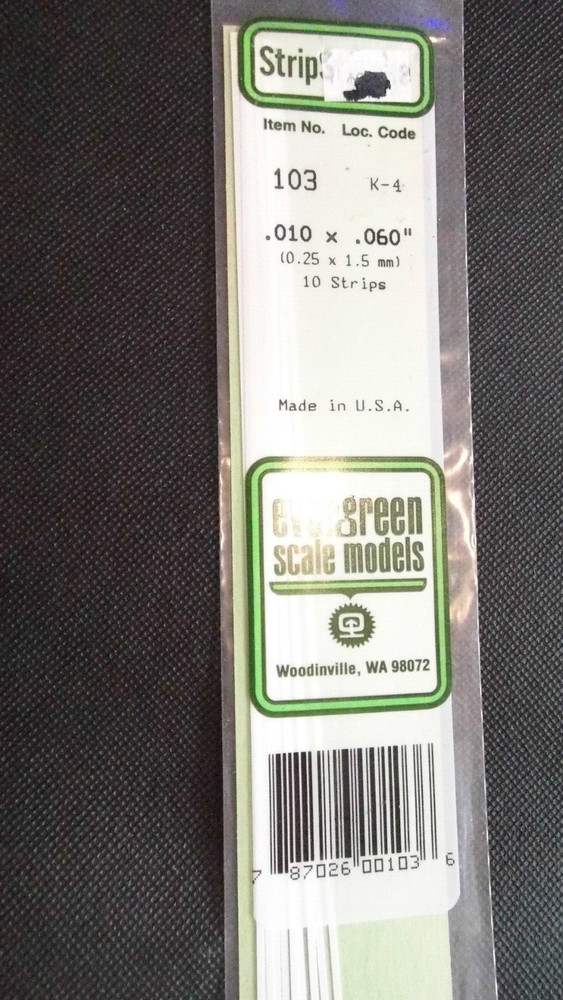 Strip
Item No. Loc. Code
103 K-4
.010 x .060"
(0.25 x 1.5 mm)
10 Strips
Made in U.S.A.
evergreen
scale models
Woodinville, WA 98072
7 87026 00103 6